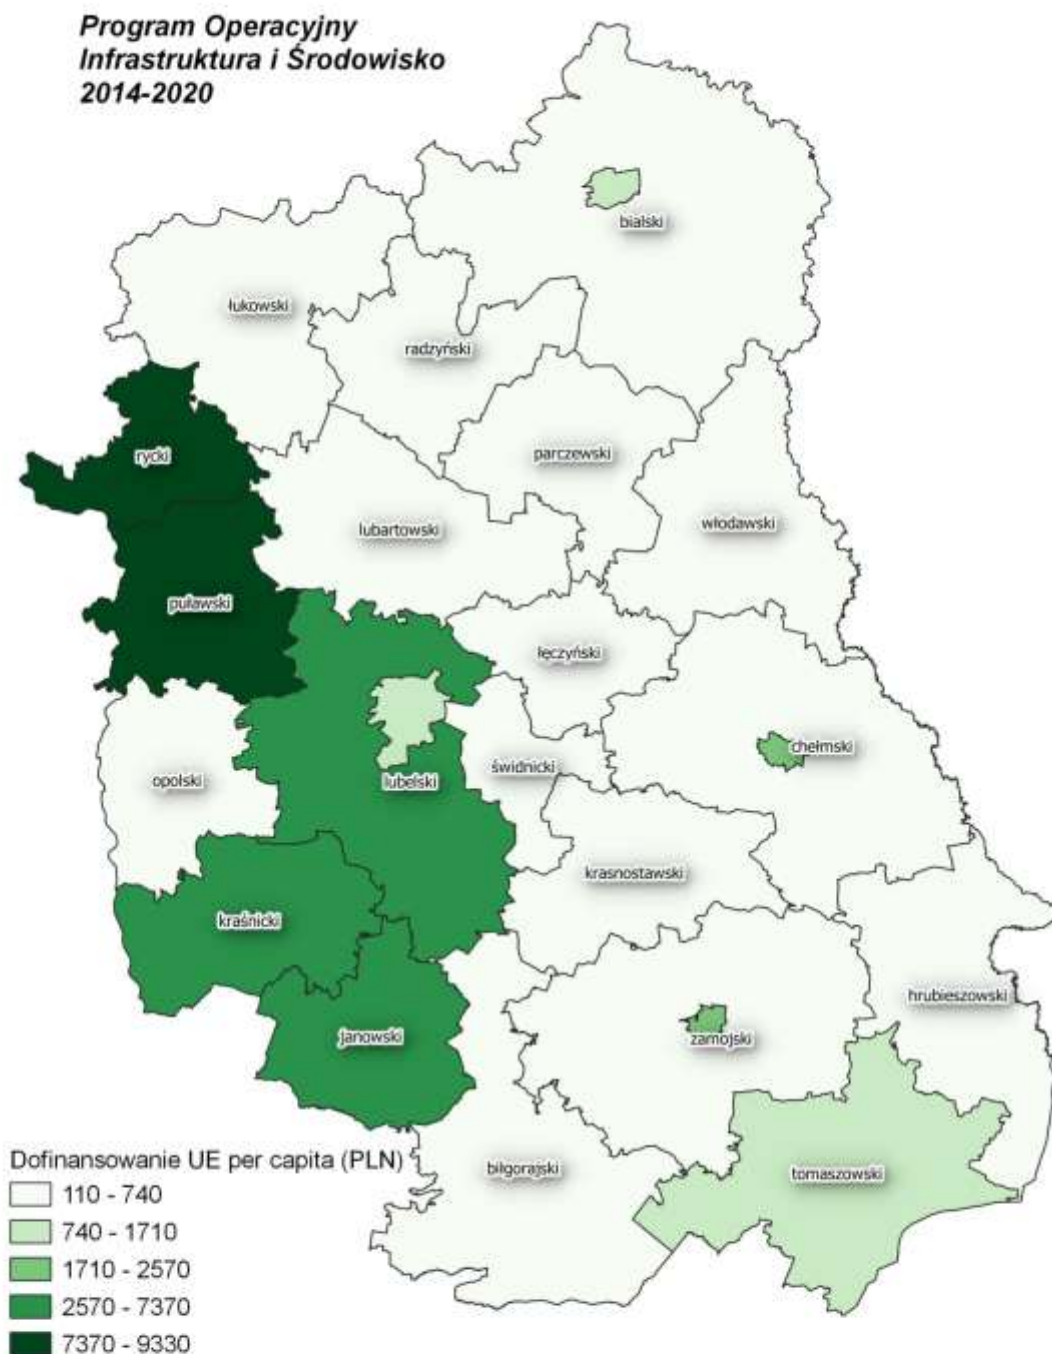 Program Operacyjny
Infrastruktura i Środowisko
2014-2020
bialski
łukowski
radzyński
rycki
parczewski
lubartowski
włodawski
puławski
łęczyński
chełmski
opolski
lubelski
świdnicki
krasnostawski
kraśnicki
hrubieszowski
janowski
zamojski
biłgorajski
tomaszowski
Dofinansowanie UE per capita (PLN)
110 - 740
740 - 1710
1710 - 2570
2570 - 7370
7370 - 9330